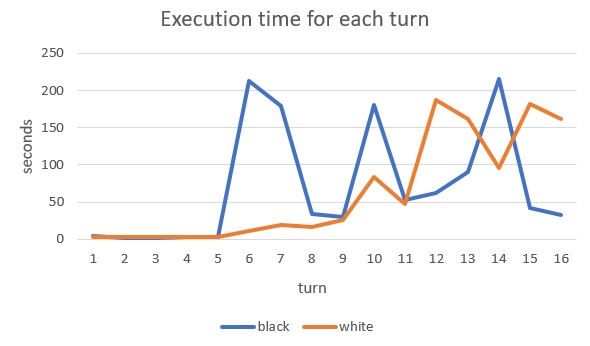 Execution time for each turn
250
200
150
100
50
0
seconds
1 2 3 4 5 6 7 8 9 10 11 12 13 14 15 16
turn
black white